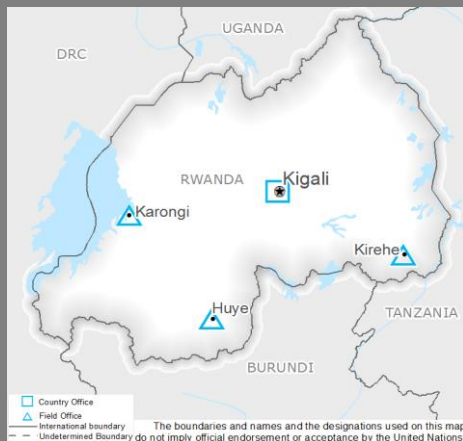 UGANDA
DRC
RWANDA
Kigali
Karongi
Kirehe
Huye
TANZANIA
BURUNDI
Country Office
Field Office
International boundary
Undetermined Boundary
The boundaries and names and the designations used on this map
do not imply official endorsement or acceptance by the United Nations